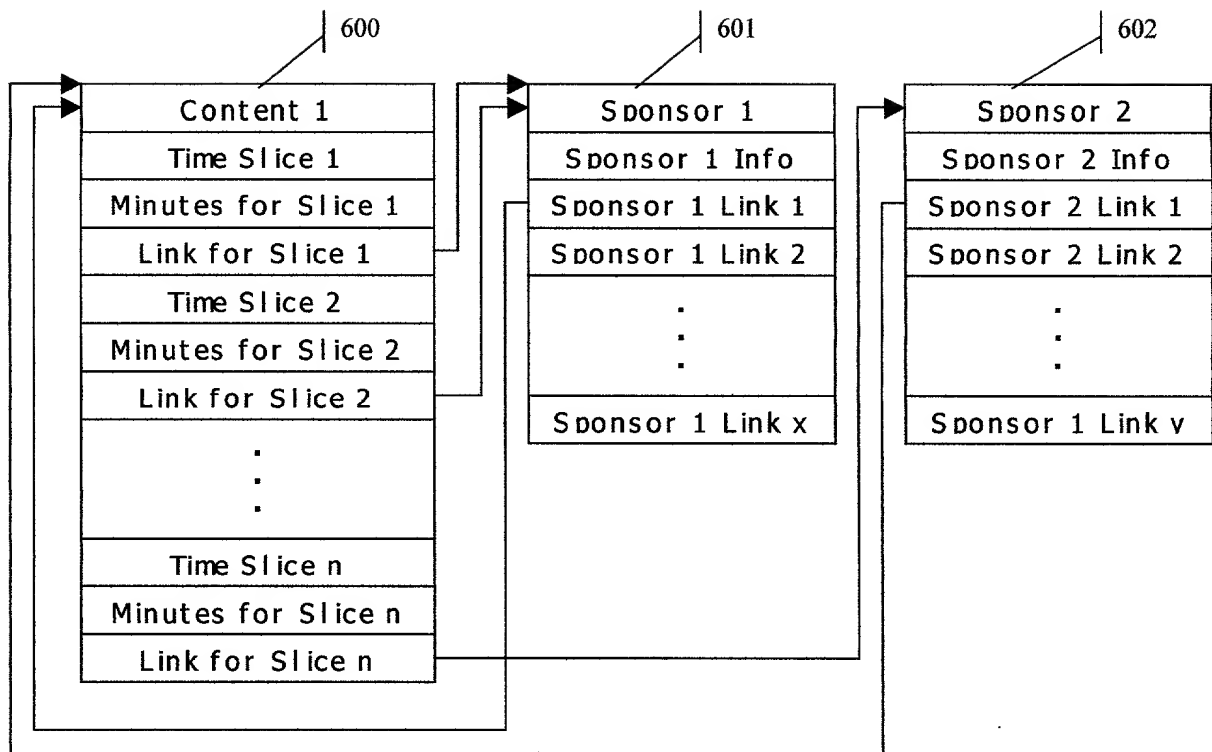 600
Content 1
Time Slice 1
Minutes for Slice 1
Link for Slice 1
Time Slice 2
Minutes for Slice 2
Link for Slice 2
Time Slice n
Minutes for Slice n
Link for Slice n
601
Sponsor 1
Sponsor 1 Info
Sponsor 1 Link 1
Sponsor 1 Link 2
Sponsor 1 Link x
602
Sponsor 2
Sponsor 2 Info
Sponsor 2 Link 1
Sponsor 2 Link 2
Sponsor 1 Link y